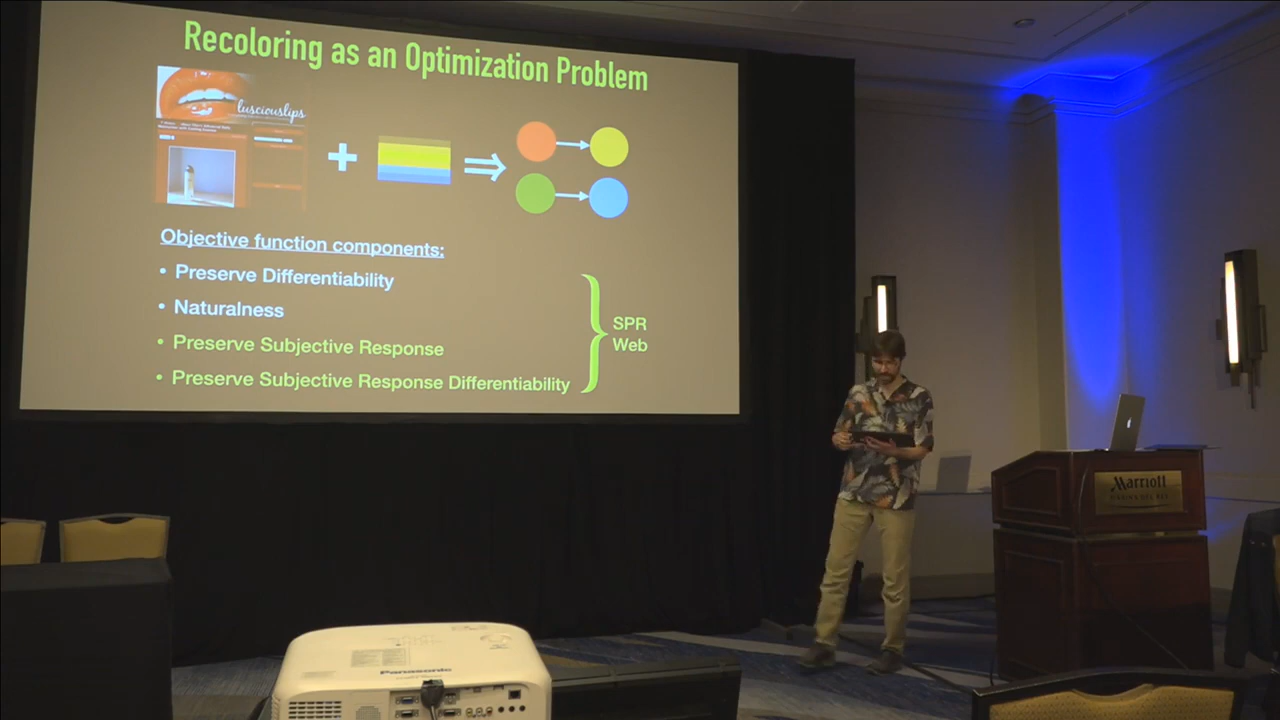 Recoloring as an Optimization Problem
lusciouslips
Objective function components:
• Preserve Differentiability
• Naturalness
• Preserve Subjective Response
• Preserve Subjective Response Differentiability
SPR
Web
Marriott
Panasonic